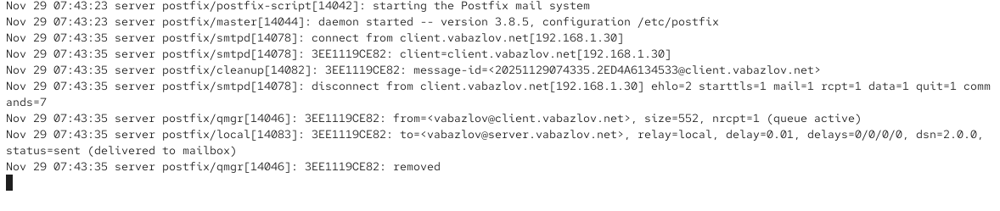 Nov 29 07:43:23 server postfix/postfix-script[14042]: starting the Postfix mail system
Nov 29 07:43:23 server postfix/master[14044]: daemon started -- version 3.8.5, configuration /etc/postfix
Nov 29 07:43:35 server postfix/smtpd[14078]: connect from client.vabazlov.net[192.168.1.30]
Nov 29 07:43:35 server postfix/smtpd[14078]: 3EE1119CE82: client=client.vabazlov.net[192.168.1.30]
Nov 29 07:43:35 server postfix/cleanup[14082]: 3EE1119CE82: message-id=<20251129074335.2ED4A6134533@client.vabazlov.net>
Nov 29 07:43:35 server postfix/smtpd[14078]: disconnect from client.vabazlov.net[192.168.1.30] ehlo=2 starttls=1 mail=1 rcpt=1 data=1 quit=1 comm
ands=7
Nov 29 07:43:35 server postfix/qmgr[14046]: 3EE1119CE82: from=<vabazlov@client.vabazlov.net>, size=552, nrcpt=1 (queue active)
Nov 29 07:43:35 server postfix/local[14083]: 3EE1119CE82: to=<vabazlov@server.vabazlov.net>, relay=local, delay=0.01, delays=0/0/0/0, dsn=2.0.0,
status=sent (delivered to mailbox)
Nov 29 07:43:35 server postfix/qmgr[14046]: 3EE1119CE82: removed